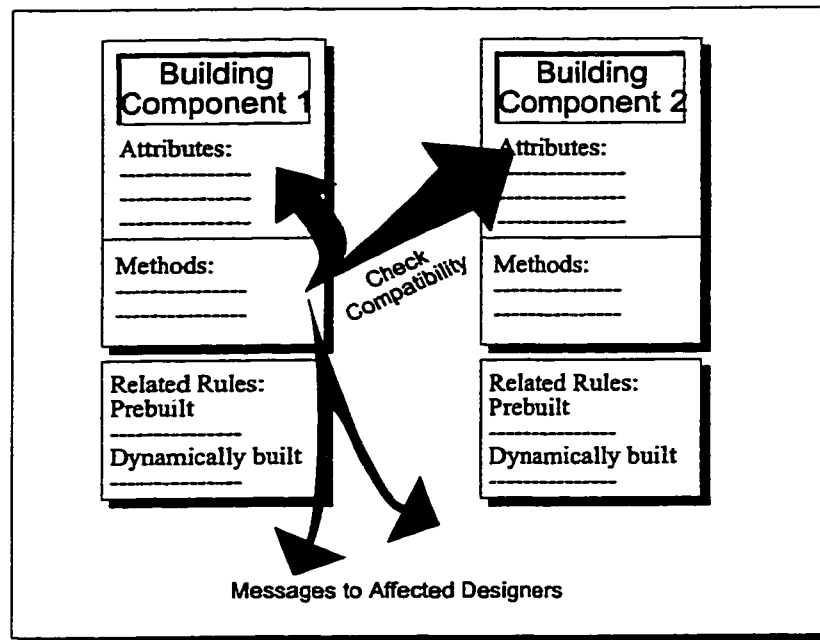 Building
Component 1
Attributes:
Methods:
Related Rules:
Prebuilt
Dynamically built
Check
Compatibility
Building
Component 2
Attributes:
Methods:
Related Rules:
Prebuilt
Dynamically built
Messages to Affected Designers